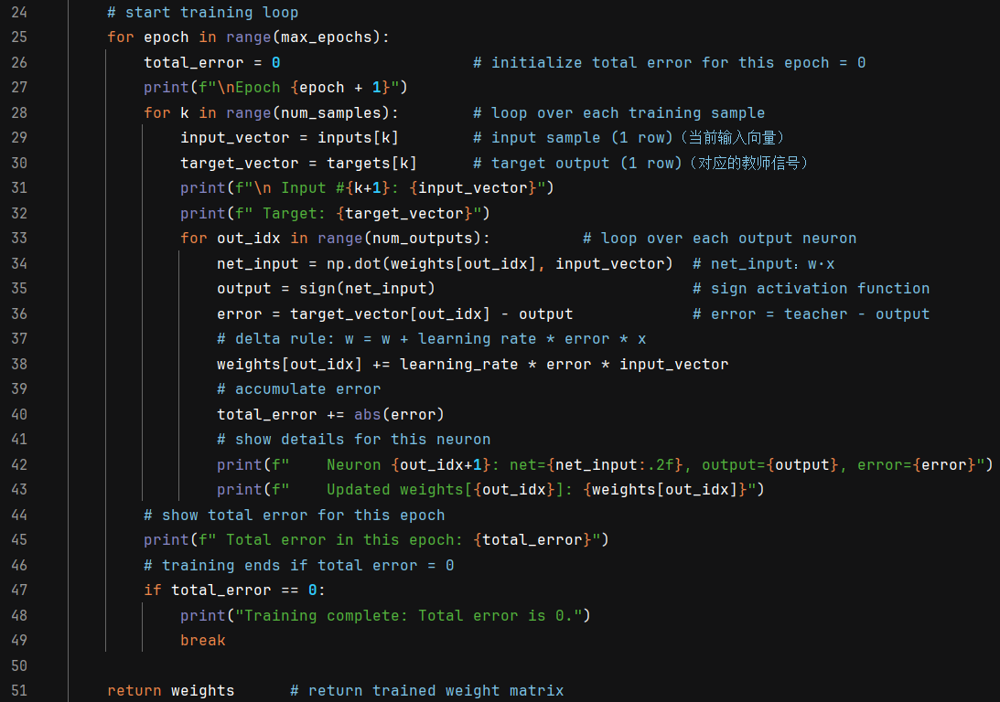 24 # start training loop
25 for epoch in range(max_epochs):
26 total_error = 0 # initialize total error for this epoch = 0
27 print(f"\nEpoch {epoch + 1}")
28 for k in range(num_samples): # loop over each training sample
29 input_vector = inputs[k] # input sample (1 row)（当前输入向量）
30 target_vector = targets[k] # target output (1 row)（对应的教师信号）
31 print(f"\n Input #{k+1}: {input_vector}")
32 print(f" Target: {target_vector}")
33 for out_idx in range(num_outputs): # loop over each output neuron
34 net_input = np.dot(weights[out_idx], input_vector) # net_input：w·x
35 output = sign(net_input) # sign activation function
36 error = target_vector[out_idx] - output # error = teacher - output
37 # delta rule: w = w + learning rate * error * x
38 weights[out_idx] += learning_rate * error * input_vector
39 # accumulate error
40 total_error += abs(error)
41 # show details for this neuron
42 print(f"    Neuron {out_idx+1}: net={net_input:.2f}, output={output}, error={error}")
43 print(f"    Updated weights[{out_idx}]: {weights[out_idx]}")
44 # show total error for this epoch
45 print(f" Total error in this epoch: {total_error}")
46 # training ends if total error = 0
47 if total_error == 0:
48 print("Training complete: Total error is 0.")
49 break
50
51 return weights # return trained weight matrix